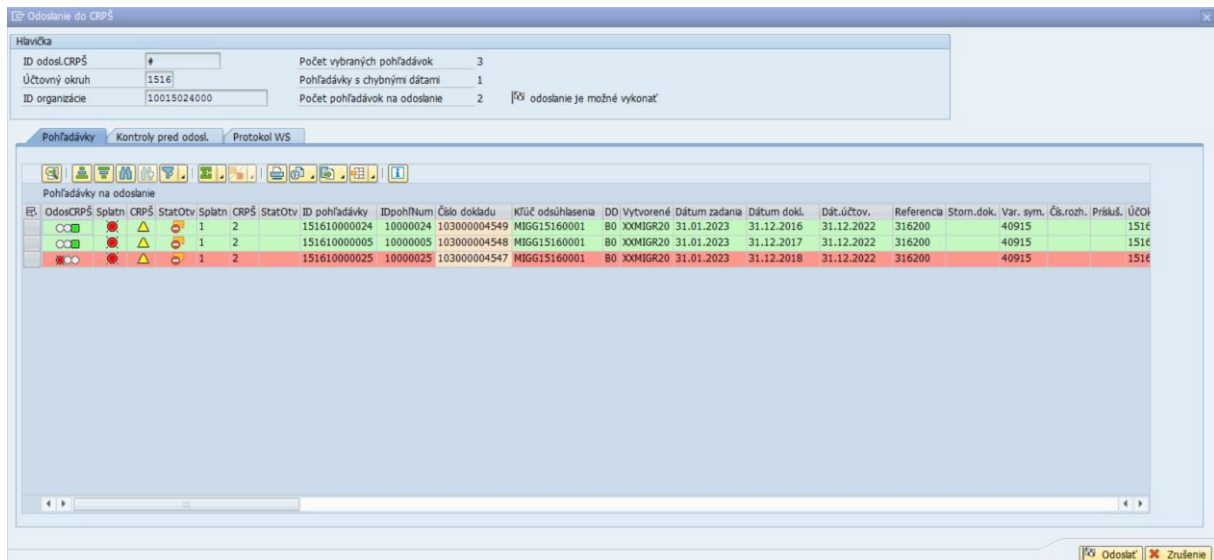 Odoslanie do CRPŠ
Hlavička
ID odosl.CRPŠ # Počet vybraných pohľadávok 3
Účtovný okruh 1516 Pohľadávky s chybnými dátami 1
ID organizácie 10015024000 Počet pohľadávok na odoslanie 2 odoslanie je možné vykonať
Pohľadávky Kontroly pred odosl. Protokol WS
Pohľadávky na odoslanie
OdosCRPŠ Splatn CRPŠ StatOtv Splatn CRPŠ StatOtv ID pohľadávky IDpohľNum Číslo dokladu Kľúč odsúhlasenia DD Vytvorené Dátum zadania Dátum dokl. Dát.účtov. Referencia Storn.dok. Var. sym. Čís.rozh. Prísluš. ÚčOk
1 2 151610000024 10000024 103000004549 MIGG15160001 B0 XXMIGR20 31.01.2023 31.12.2016 31.12.2022 316200 40915 1516
1 2 151610000005 10000005 103000004548 MIGG15160001 B0 XXMIGR20 31.01.2023 31.12.2017 31.12.2022 316200 40915 1516
1 2 151610000025 10000025 103000004547 MIGG15160001 B0 XXMIGR20 31.01.2023 31.12.2018 31.12.2022 316200 40915 1516
Odoslať Zrušenie